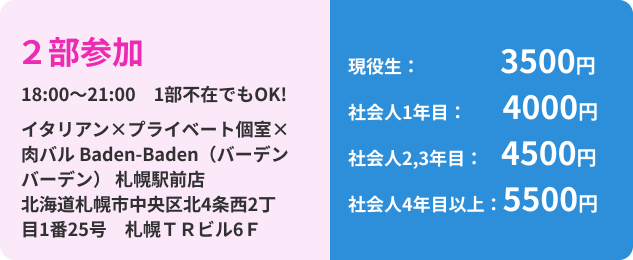 ２部参加
18:00〜21:00　1部不在でもOK!
イタリアン×プライベート個室×
肉バル Baden-Baden（バーデン
バーデン） 札幌駅前店
北海道札幌市中央区北4条西2丁
目1番25号　札幌ＴＲビル6Ｆ
現役生： 3500円
社会人1年目： 4000円
社会人2,3年目： 4500円
社会人4年目以上：5500円